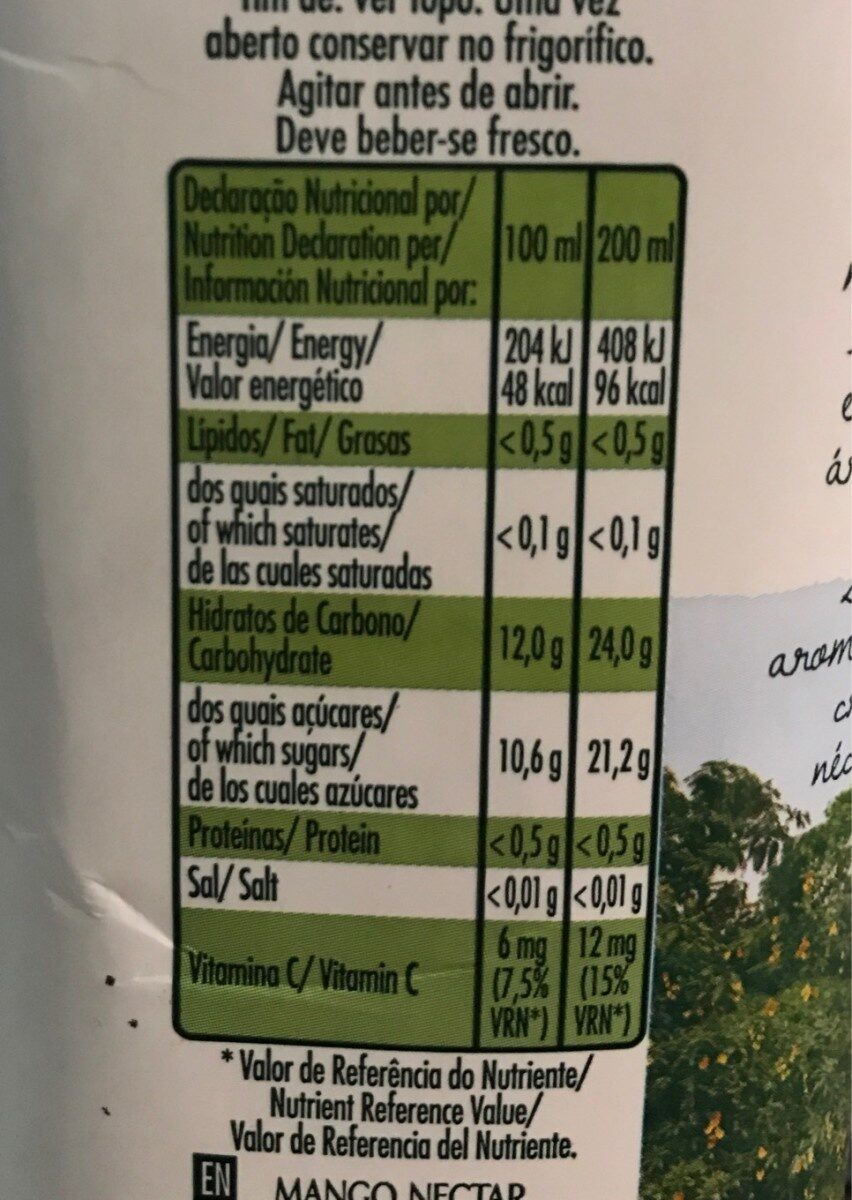 aberto conservar no frigorífico.
Agitar antes de abrir.
Deve beber-se fresco.
Declaração Nutricional por/
Nutrition Declaration per/
Información Nutricional por:
100 ml 200 ml
Energia/ Energy/
Valor energético
204 kJ 408 kJ
48 kcal 96 kcal
Lípidos/ Fat/ Grasas <0,5 g <0,5 g
dos quais saturados/
of which saturates/
de las cuales saturadas
<0,1 g <0,1 g
Hidratos de Carbono/
Carbohydrate
12,0 g 24,0 g
dos quais açúcares/
of which sugars/
de los cuales azúcares
10,6 g 21,2 g
Proteínas/ Protein <0,5 g <0,5 g
Sal/ Salt <0,01 g <0,01 g
Vitamina C/ Vitamin C
6 mg 12 mg
(7,5% (15%
VRN*) VRN*)
* Valor de Referência do Nutriente/
Nutrient Reference Value/
Valor de Referencia del Nutriente.
EN MANGO NECTAR